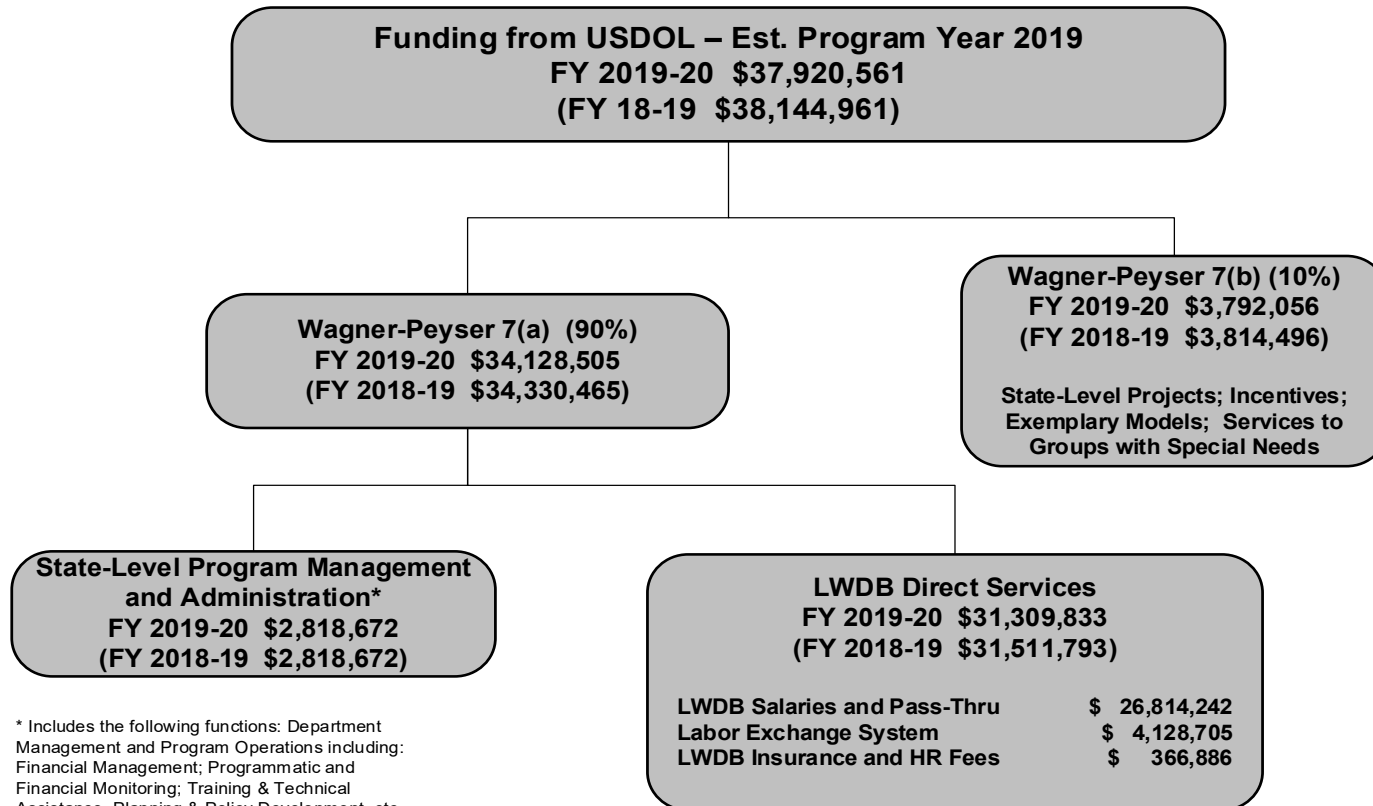 Funding from USDOL – Est. Program Year 2019
FY 2019-20 $37,920,561
(FY 18-19 $38,144,961)
Wagner-Peyser 7(a) (90%)
FY 2019-20 $34,128,505
(FY 2018-19 $34,330,465)
Wagner-Peyser 7(b) (10%)
FY 2019-20 $3,792,056
(FY 2018-19 $3,814,496)
State-Level Projects; Incentives;
Exemplary Models; Services to
Groups with Special Needs
State-Level Program Management
and Administration*
FY 2019-20 $2,818,672
(FY 2018-19 $2,818,672)
LWDB Direct Services
FY 2019-20 $31,309,833
(FY 2018-19 $31,511,793)
LWDB Salaries and Pass-Thru $ 26,814,242
Labor Exchange System $ 4,128,705
LWDB Insurance and HR Fees $ 366,886
* Includes the following functions: Department
Management and Program Operations including:
Financial Management; Programmatic and
Financial Monitoring; Training & Technical
Assistance, Planning & Policy Development, etc.